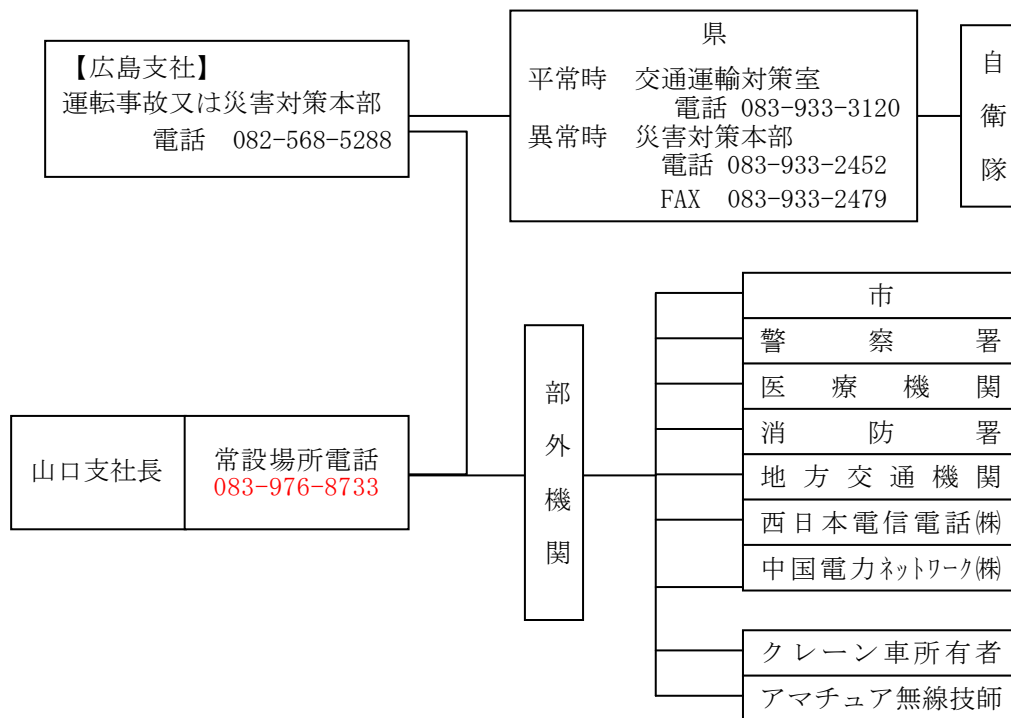 【広島支社】
運転事故又は災害対策本部
電話 082-568-5288
県
平常時 交通運輸対策室
電話 083-933-3120
異常時 災害対策本部
電話 083-933-2452
FAX 083-933-2479
自衛隊
山口支社長
常設場所電話
083-976-8733
部外機関
市
警察署
医療機関
消防署
地方交通機関
西日本電信電話㈱
中国電力ネットワーク㈱
クレーン車所有者
アマチュア無線技師